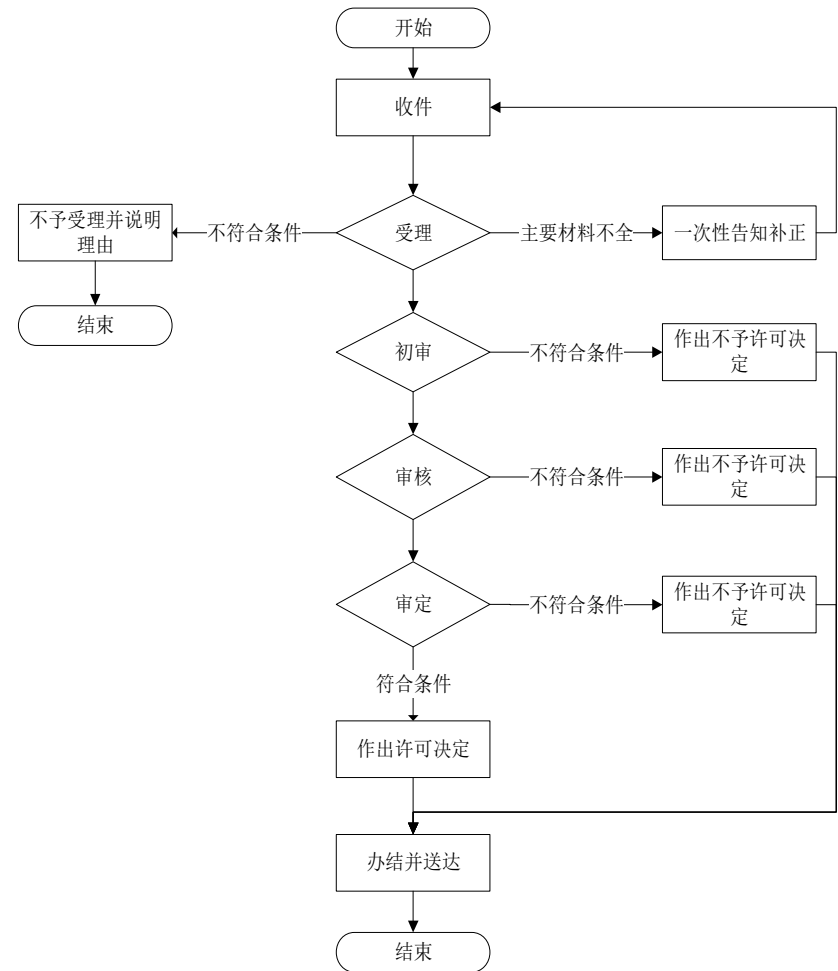 开始
收件
不予受理并说明
理由
不符合条件
受理
主要材料不全
一次性告知补正
结束
初审
不符合条件
作出不予许可决
定
审核
不符合条件
作出不予许可决
定
审定
不符合条件
作出不予许可决
定
符合条件
作出许可决定
办结并送达
结束